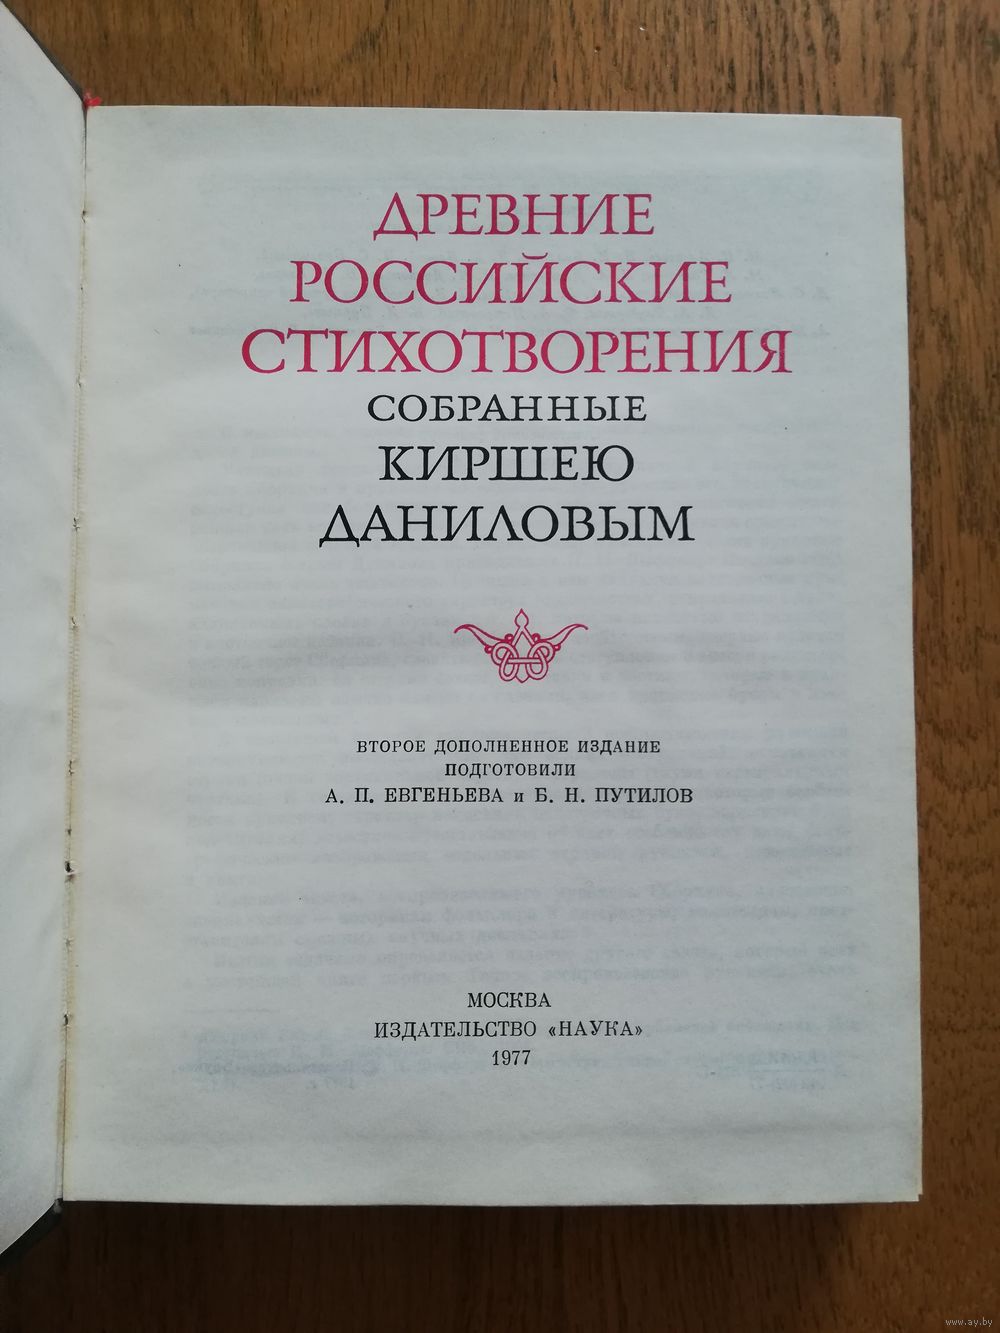 ДРЕВНИЕ
РОССИЙСКИЕ
СТИХОТВОРЕНИЯ
СОБРАННЫЕ
КИРШЕЮ
ДАНИЛОВЫМ
ВТОРОЕ ДОПОЛНЕННОЕ ИЗДАНИЕ
ПОДГОТОВИЛИ
А. П. ЕВГЕНЬЕВА и Б. Н. ПУТИЛОВ
МОСКВА
ИЗДАТЕЛЬСТВО «НАУКА»
1977
www.ay.by